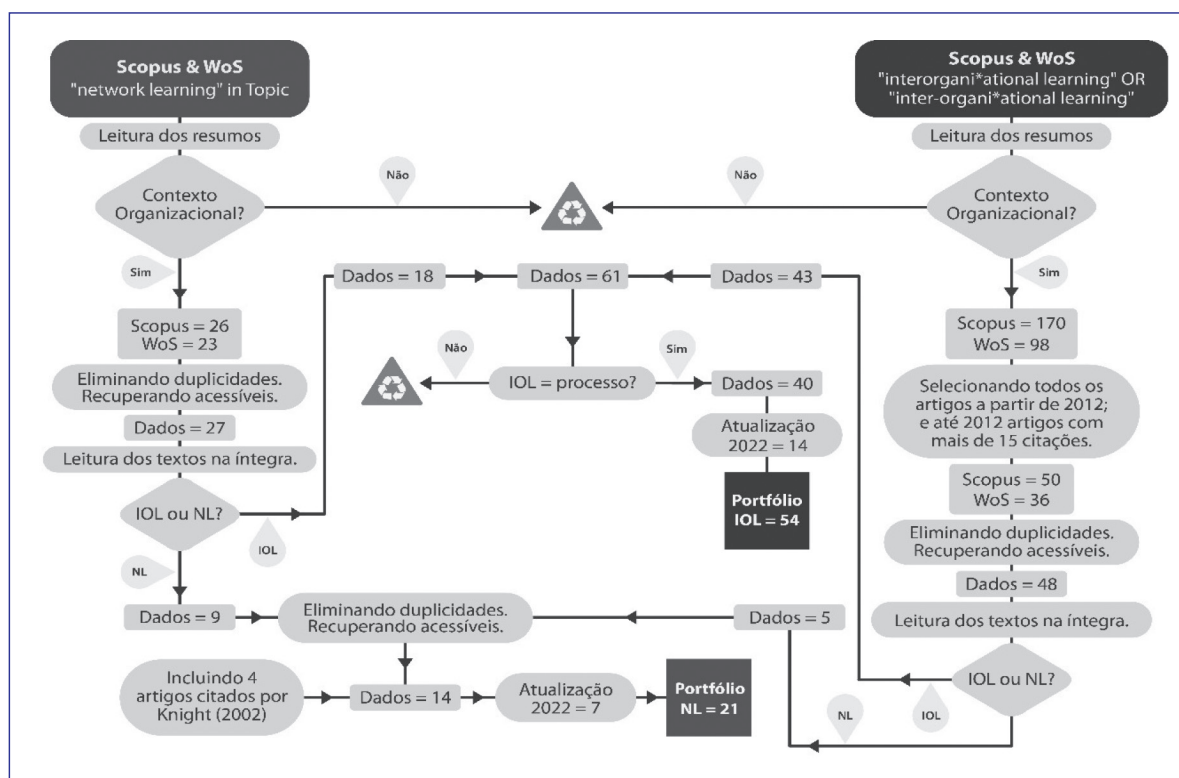 Scopus & WoS
"network learning" in Topic
Leitura dos resumos
Contexto
Organizacional?
Não
Sim
Scopus = 26
WoS = 23
Eliminando duplicidades.
Recuperando acessíveis.
Dados = 27
Leitura dos textos na íntegra.
IOL ou NL?
IOL
NL
Dados = 9
Scopus & WoS
"interorgani*ational learning" OR
"inter-organi*ational learning"
Leitura dos resumos
Contexto
Organizacional?
Não
Sim
Scopus = 170
WoS = 98
Selecionando todos os
artigos a partir de 2012;
e até 2012 artigos com
mais de 15 citações.
Scopus = 50
WoS = 36
Eliminando duplicidades.
Recuperando acessíveis.
Dados = 48
Leitura dos textos na íntegra.
IOL ou NL?
IOL
NL
Dados = 18
Dados = 61
Dados = 43
IOL = processo?
Não
Sim
Dados = 40
Atualização
2022 = 14
Portfólio
IOL = 54
Eliminando duplicidades.
Recuperando acessíveis.
Dados = 5
Incluindo 4
artigos citados por
Knight (2002)
Dados = 14
Atualização
2022 = 7
Portfólio
NL = 21